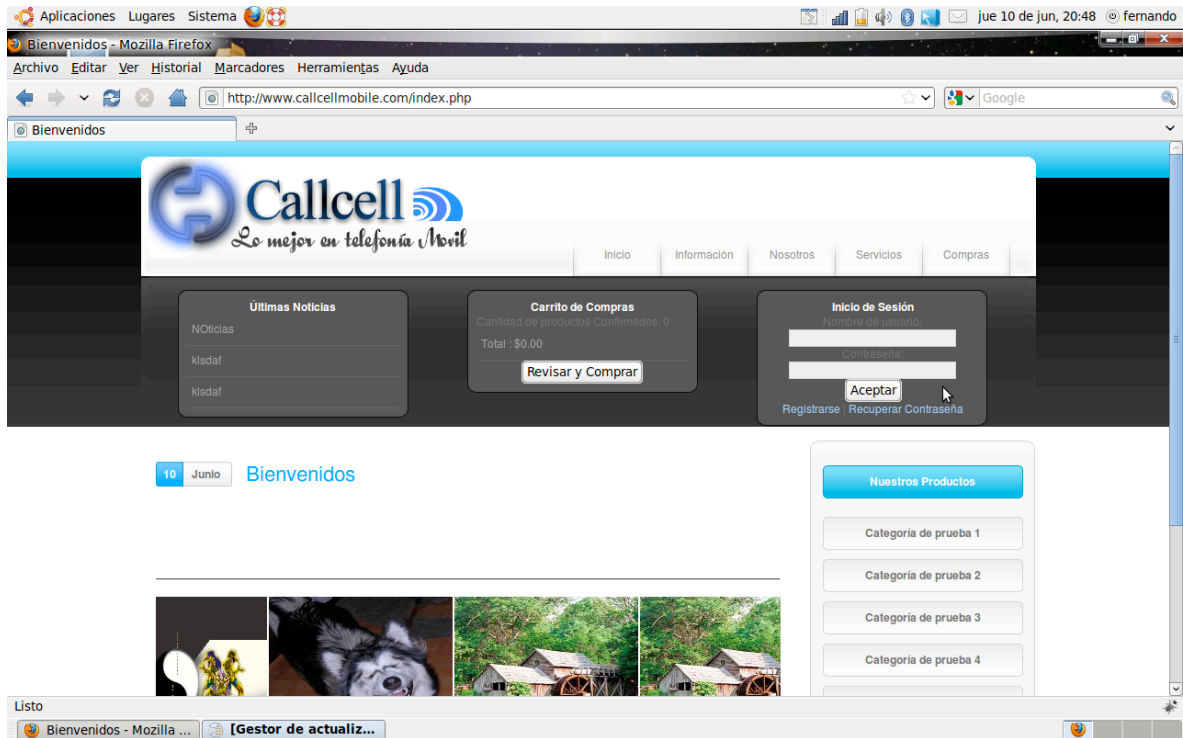 Aplicaciones Lugares Sistema jue 10 de jun, 20:48 fernando
Bienvenidos - Mozilla Firefox
Archivo Editar Ver Historial Marcadores Herramientas Ayuda
http://www.callcellmobile.com/index.php Google
Bienvenidos
Callcell
Lo mejor en telefonía Movil
Inicio Información Nosotros Servicios Compras
Últimas Noticias
NOticias
klsdaf
klsdaf
Carrito de Compras
Cantidad de productos Confirmados: 0
Total : $0.00
Revisar y Comprar
Inicio de Sesión
Nombre de usuario:
Contraseña:
Aceptar
Registrarse | Recuperar Contraseña
10 Junio Bienvenidos
Nuestros Productos
Categoría de prueba 1
Categoría de prueba 2
Categoría de prueba 3
Categoría de prueba 4
Listo
Bienvenidos - Mozilla ... [Gestor de actualiz...